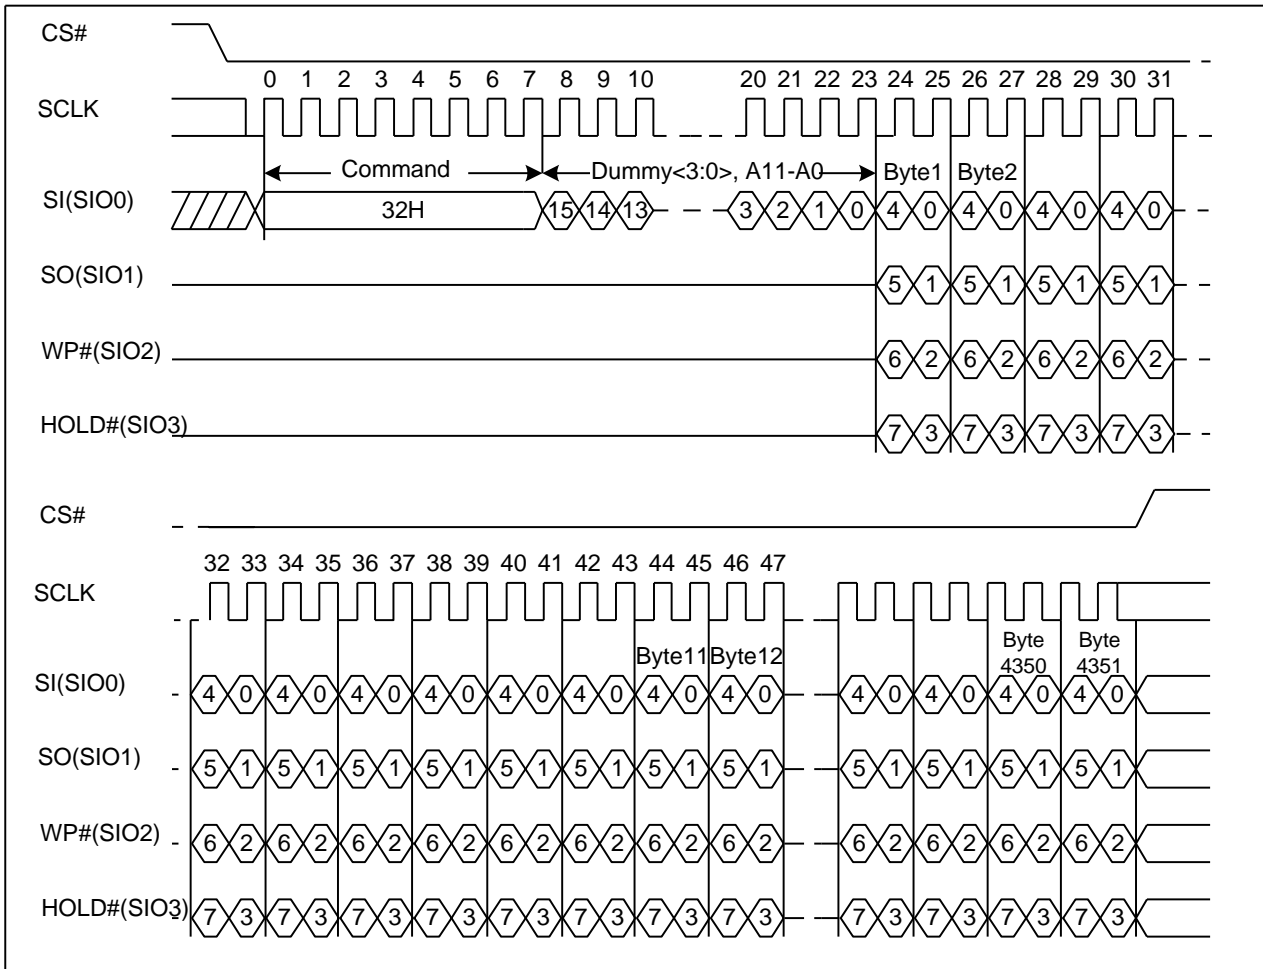 CS#
0 1 2 3 4 5 6 7 8 9 10 20 21 22 23 24 25 26 27 28 29 30 31
SCLK
Command Dummy<3:0>, A11-A0 Byte1 Byte2
SI(SIO0) 32H 15 14 13 3 2 1 0 4 0 4 0 4 0 4 0
SO(SIO1) 5 1 5 1 5 1 5 1
WP#(SIO2) 6 2 6 2 6 2 6 2
HOLD#(SIO3) 7 3 7 3 7 3 7 3
CS#
32 33 34 35 36 37 38 39 40 41 42 43 44 45 46 47
SCLK
Byte11 Byte12 Byte 4350 Byte 4351
SI(SIO0) 4 0 4 0 4 0 4 0 4 0 4 0 4 0 4 0 4 0 4 0 4 0 4 0
SO(SIO1) 5 1 5 1 5 1 5 1 5 1 5 1 5 1 5 1 5 1 5 1 5 1 5 1
WP#(SIO2) 6 2 6 2 6 2 6 2 6 2 6 2 6 2 6 2 6 2 6 2 6 2 6 2
HOLD#(SIO3) 7 3 7 3 7 3 7 3 7 3 7 3 7 3 7 3 7 3 7 3 7 3 7 3